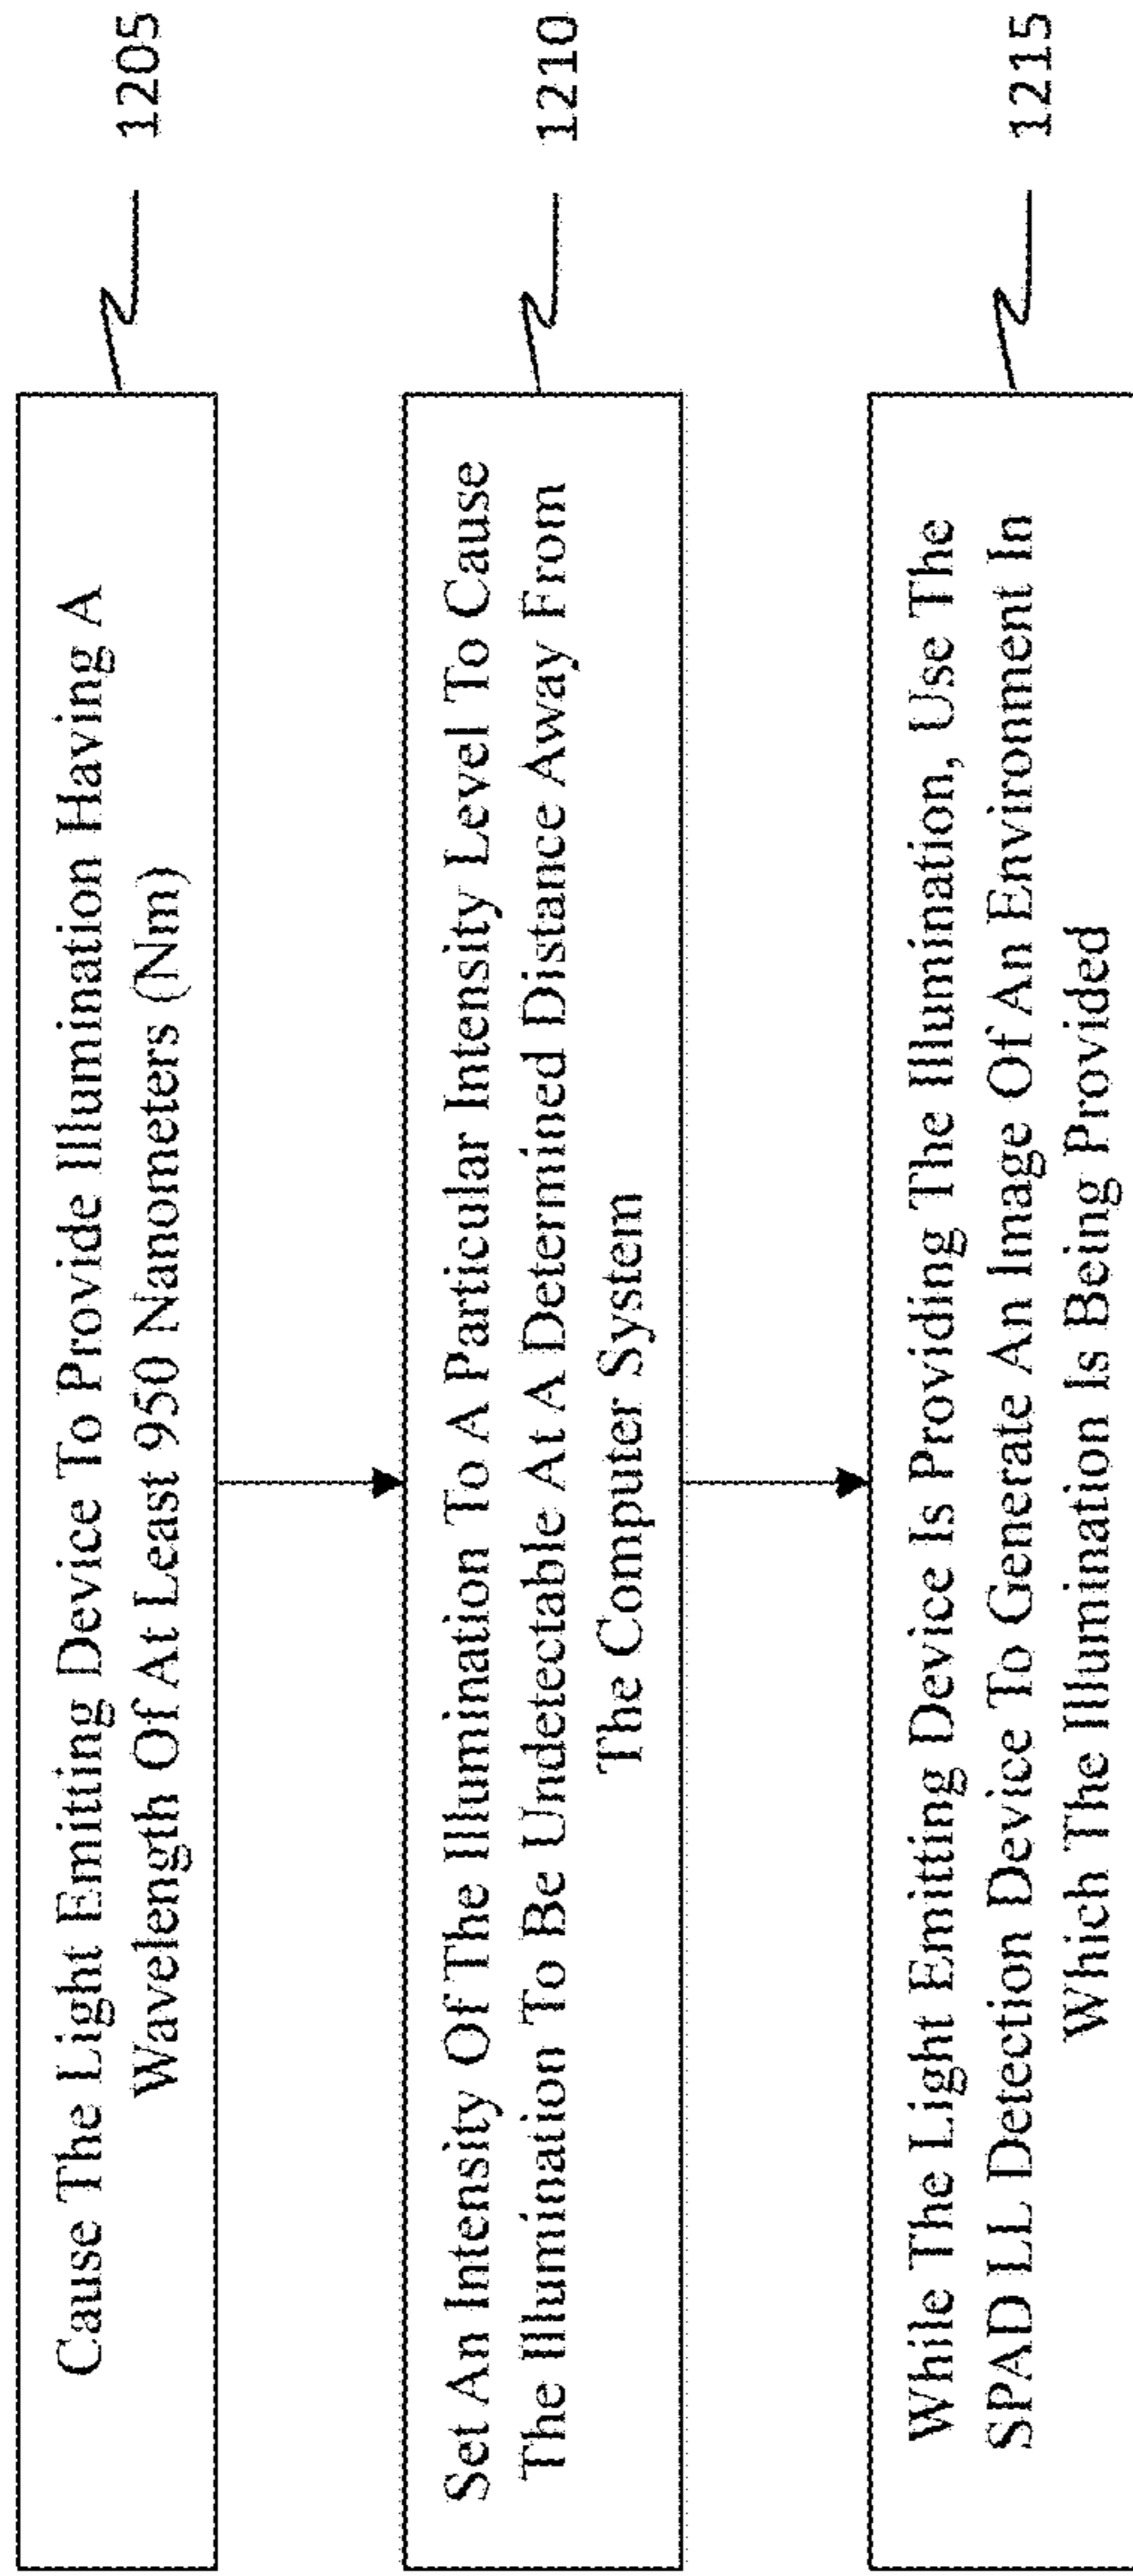 Cause The Light Emitting Device To Provide Illumination Having A
Wavelength Of At Least 950 Nanometers (Nm)
1205
Set An Intensity Of The Illumination To A Particular Intensity Level To Cause
The Illumination To Be Undetectable At A Determined Distance Away From
The Computer System
1210
While The Light Emitting Device Is Providing The Illumination, Use The
SPAD LL Detection Device To Generate An Image Of An Environment In
Which The Illumination Is Being Provided
1215